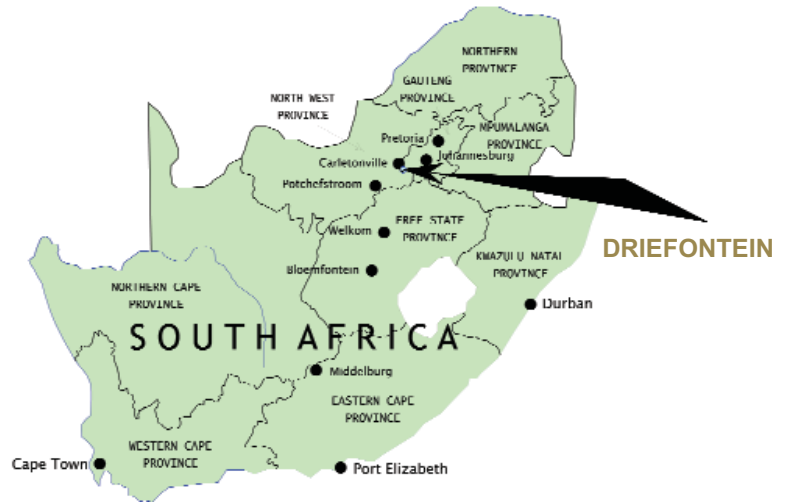 NORTHERN
PROVINCE
GAUTENG
PROVINCE
NORTH WEST
PROVINCE
MPUMALANGA
PROVINCE
Pretoria
Johannesburg
Carletonville
Potchefstroom
FREE STATE
PROVINCE
Welkom
DRIEFONTEIN
KWAZULU NATAL
PROVINCE
Bloemfontein
NORTHERN CAPE
PROVINCE
Durban
SOUTH AFRICA
Middelburg
EASTERN CAPE
PROVINCE
WESTERN CAPE
PROVINCE
Cape Town
Port Elizabeth